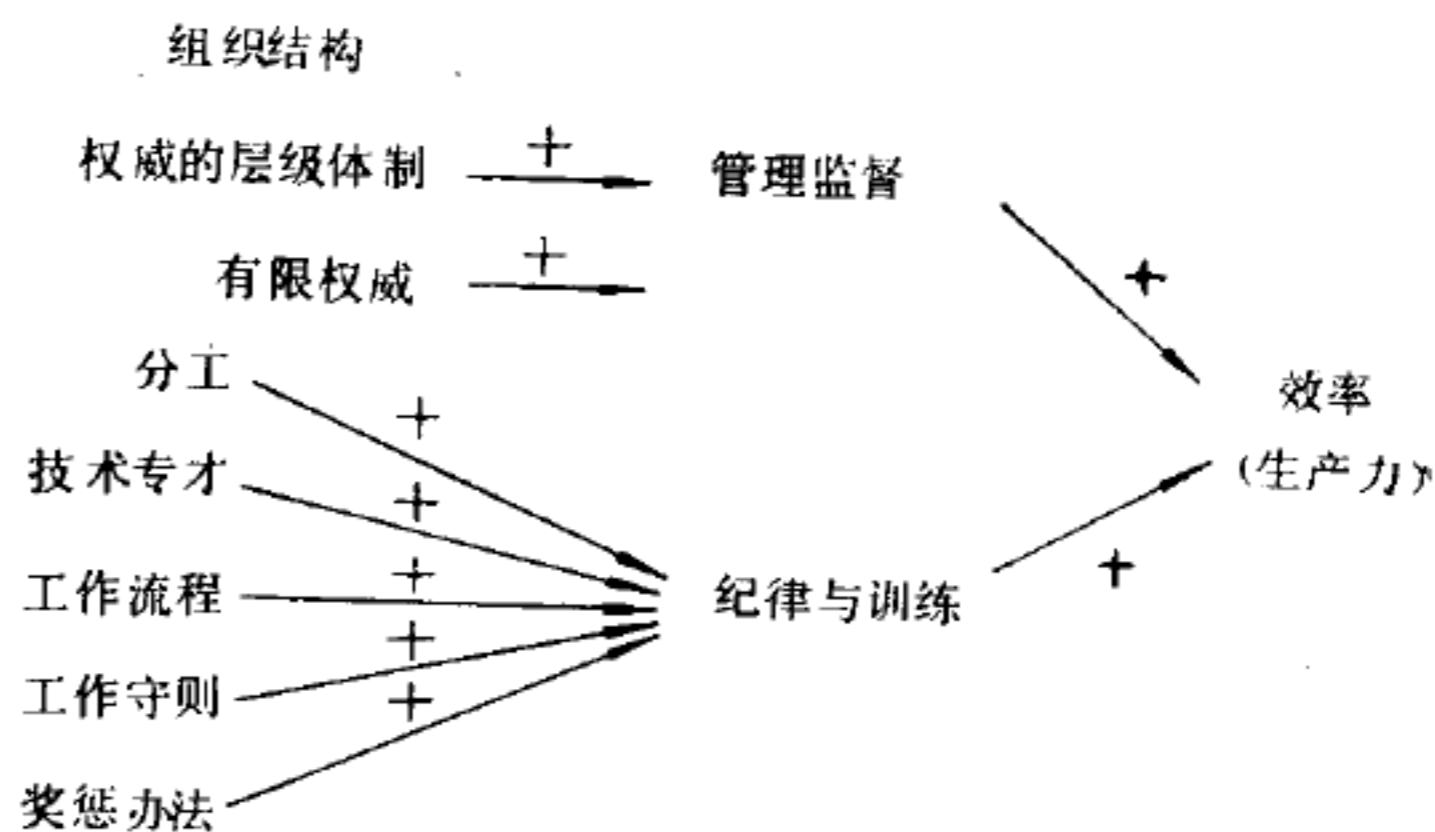 组织结构
权威的层级体制 + 管理监督
有限权威 +
+
分工
效率
+
技术专才
(生产力)
+
+
工作流程
纪律与训练
+
+
工作守则
+
奖惩办法